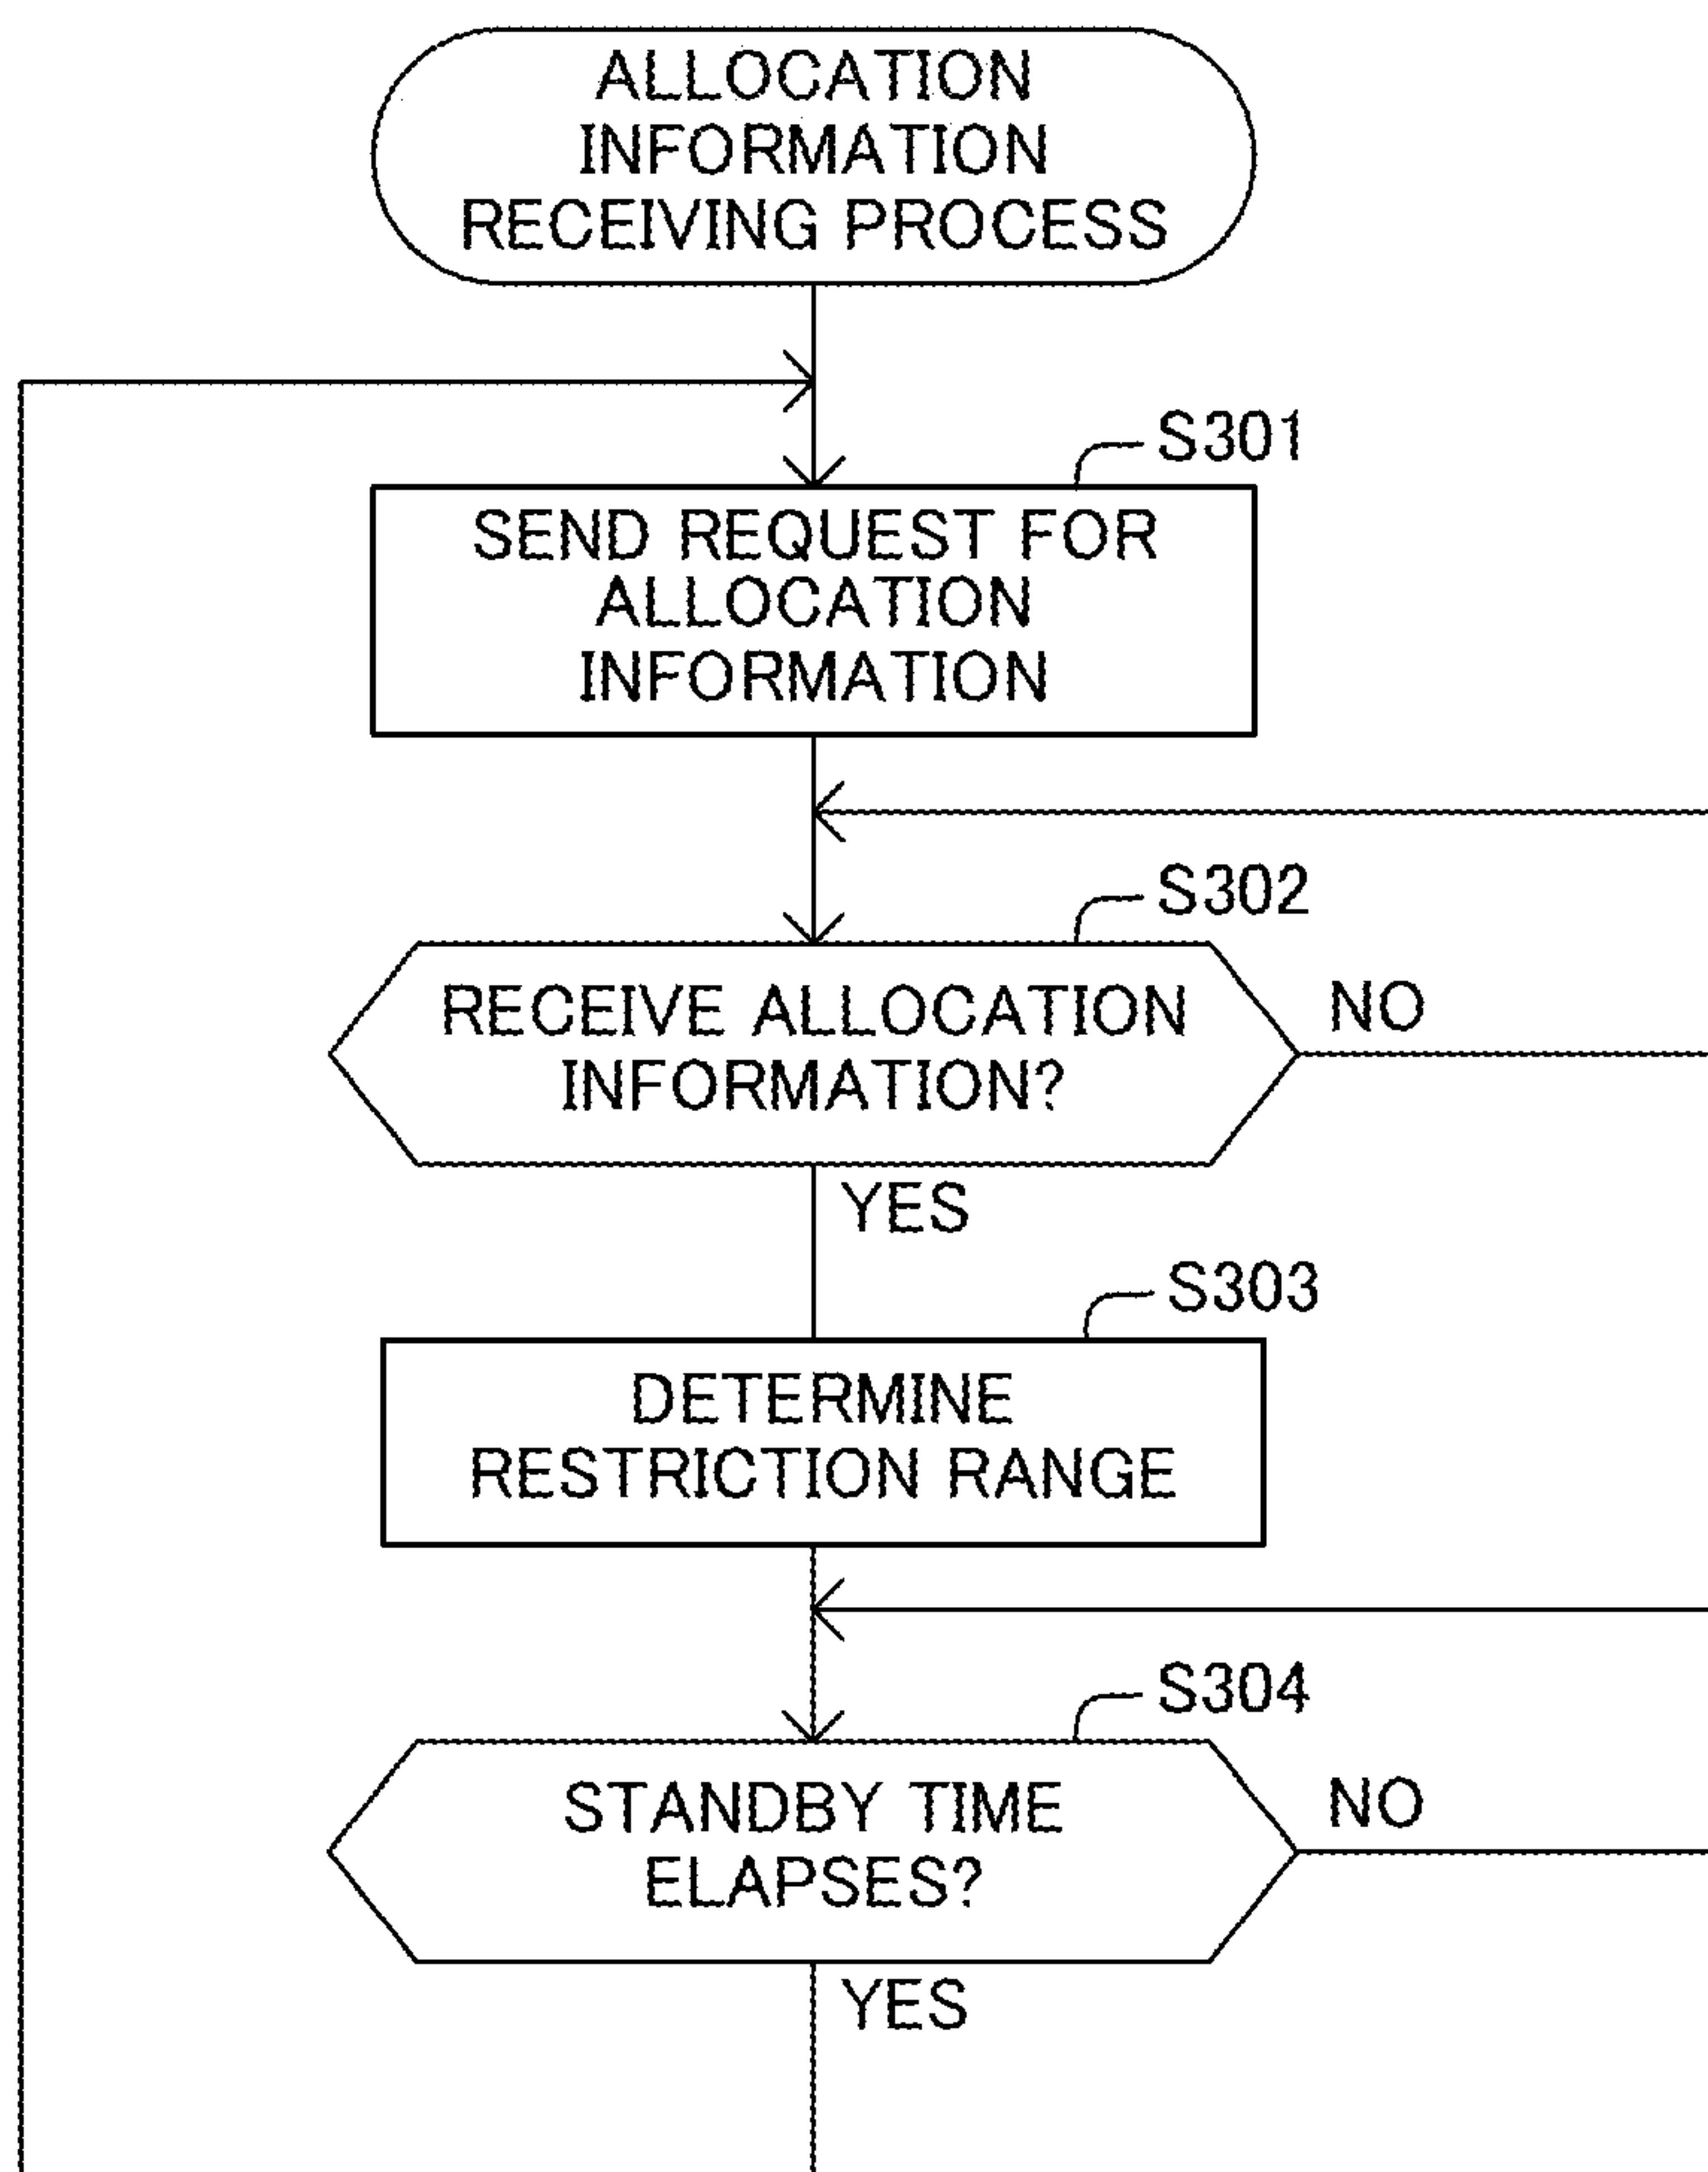 ALLOCATION
INFORMATION
RECEIVING PROCESS
S301
SEND REQUEST FOR
ALLOCATION
INFORMATION
S302
RECEIVE ALLOCATION
INFORMATION?
NO
YES
S303
DETERMINE
RESTRICTION RANGE
S304
STANDBY TIME
ELAPSES?
NO
YES